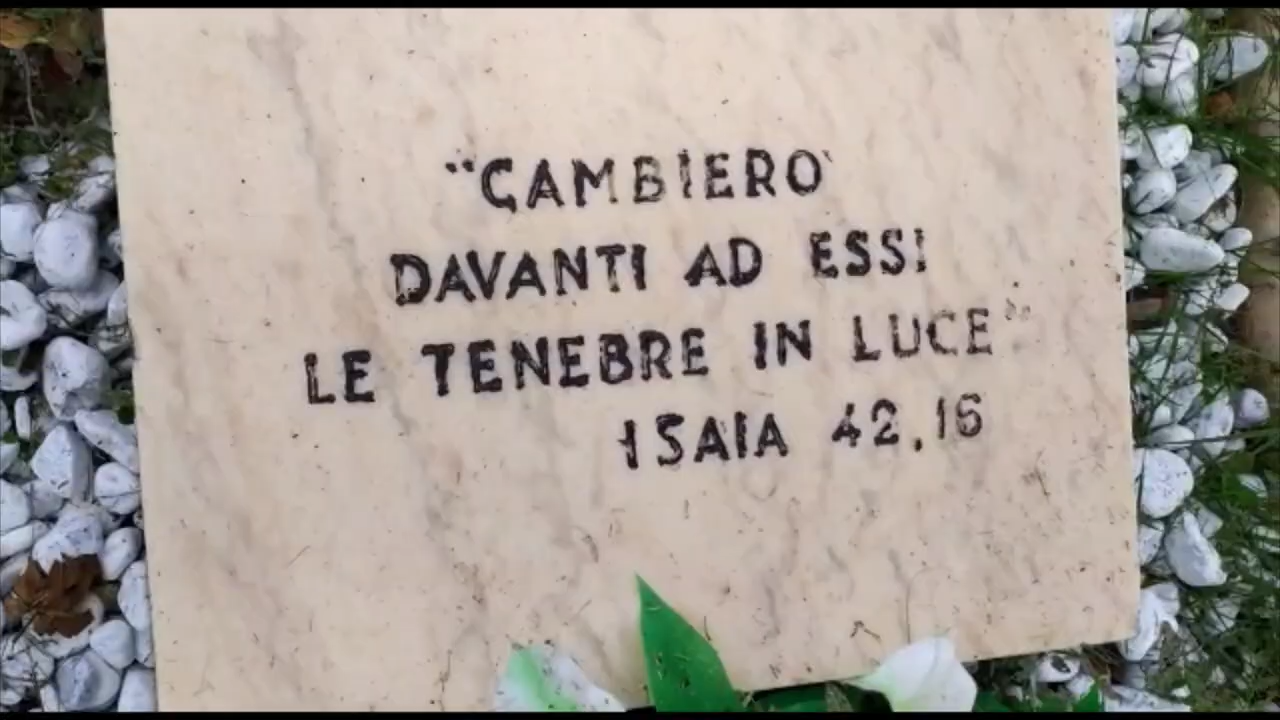 "CAMBIERO'
DAVANTI AD ESSI
LE TENEBRE IN LUCE"
ISAIA 42,16